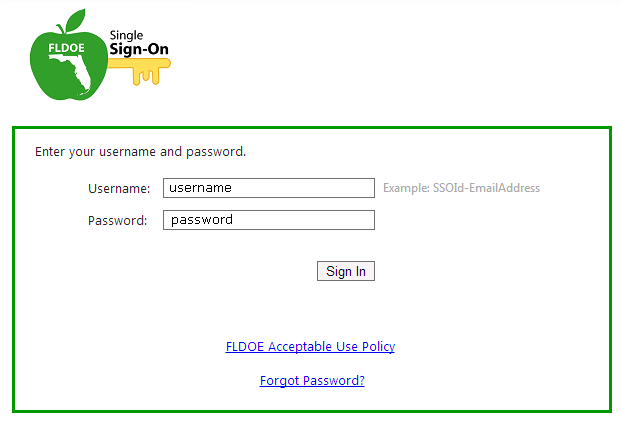 FLDOE
Single
Sign-On
Enter your username and password.
Username: username Example: SSOId-EmailAddress
Password: password
Sign In
FLDOE Acceptable Use Policy
Forgot Password?